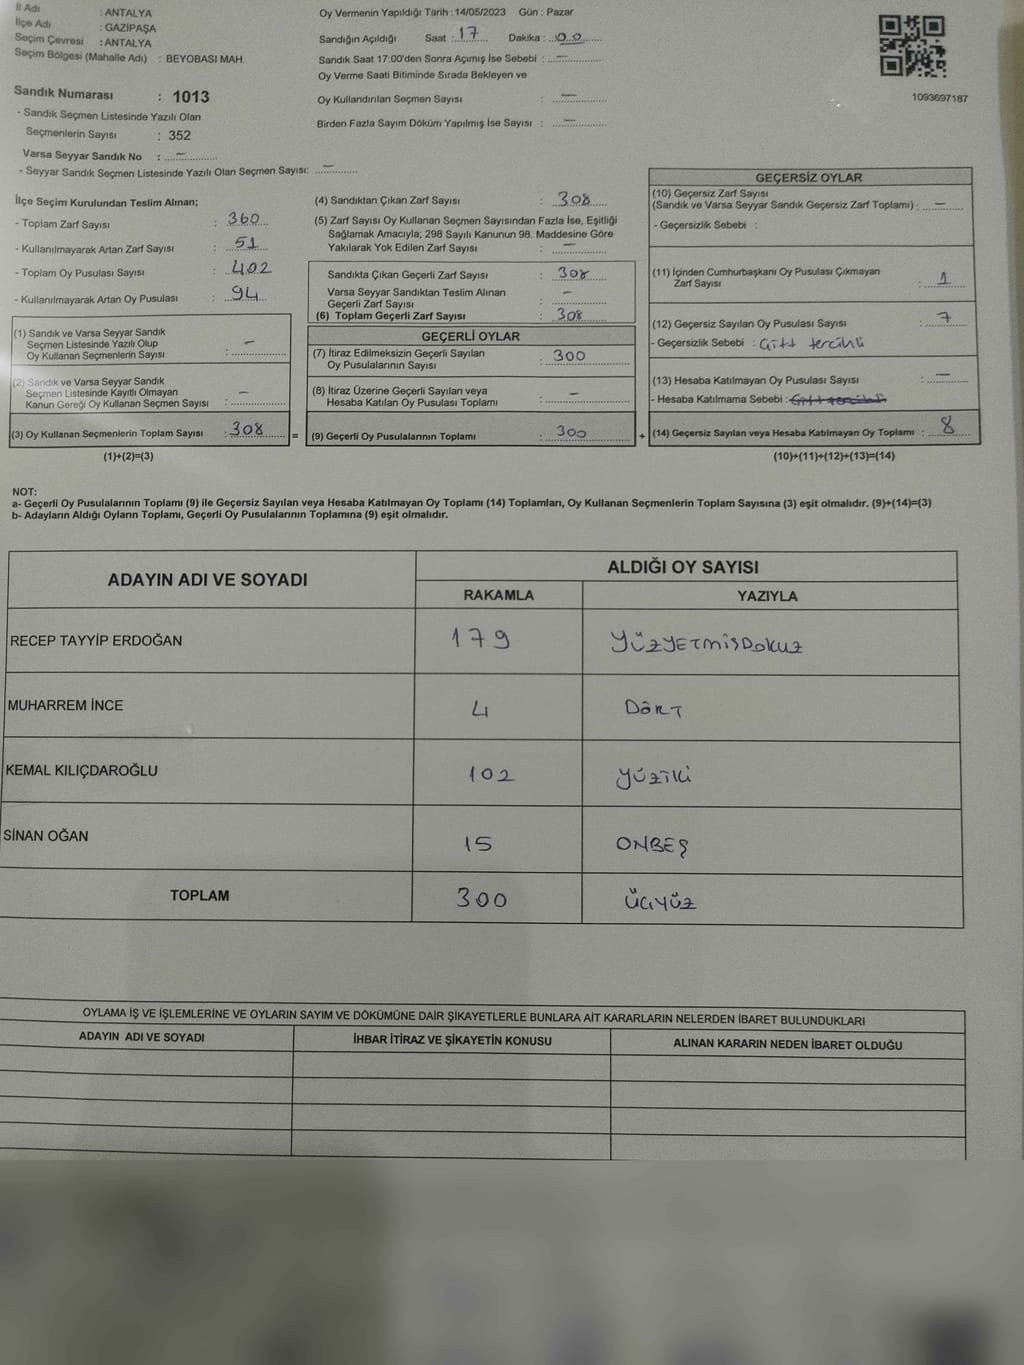 İl Adı : ANTALYA
İlçe Adı : GAZİPAŞA
Seçim Çevresi : ANTALYA
Seçim Bölgesi (Mahalle Adı) : BEYOBASI MAH.
Sandık Numarası : 1013
- Sandık Seçmen Listesinde Yazılı Olan
Seçmenlerin Sayısı : 352
Varsa Seyyar Sandık No : —
- Seyyar Sandık Seçmen Listesinde Yazılı Olan Seçmen Sayısı: —
Oy Vermenin Yapıldığı Tarih : 14/05/2023 Gün : Pazar
Sandığın Açıldığı Saat : 17 Dakika : 00
Sandık Saat 17:00'den Sonra Açımış İse Sebebi : —
Oy Verme Saati Bitiminde Sırada Bekleyen ve
Oy Kullandırılan Seçmen Sayısı : —
Birden Fazla Sayım Döküm Yapılmış İse Sayısı : —
1093697187
İlçe Seçim Kurulundan Teslim Alınan;
- Toplam Zarf Sayısı : 360
- Kullanılmayarak Artan Zarf Sayısı : 51
- Toplam Oy Pusulası Sayısı : 402
- Kullanılmayarak Artan Oy Pusulası : 94
(1) Sandık ve Varsa Seyyar Sandık
Seçmen Listesinde Yazılı Olup
Oy Kullanan Seçmenlerin Sayısı : —
(2) Sandık ve Varsa Seyyar Sandık
Seçmen Listesinde Kayıtlı Olmayan
Kanun Gereği Oy Kullanan Seçmen Sayısı : —
(3) Oy Kullanan Seçmenlerin Toplam Sayısı : 308 =
(1)+(2)=(3)
(4) Sandıktan Çıkan Zarf Sayısı : 308
(5) Zarf Sayısı Oy Kullanan Seçmen Sayısından Fazla İse, Eşitliği
Sağlamak Amacıyla; 298 Sayılı Kanunun 98. Maddesine Göre
Yakılarak Yok Edilen Zarf Sayısı : —
Sandıkta Çıkan Geçerli Zarf Sayısı : 308
Varsa Seyyar Sandıktan Teslim Alınan
Geçerli Zarf Sayısı : —
(6) Toplam Geçerli Zarf Sayısı : 308
GEÇERLİ OYLAR
(7) İtiraz Edilmeksizin Geçerli Sayılan
Oy Pusulalarının Sayısı : 300
(8) İtiraz Üzerine Geçerli Sayılan veya
Hesaba Katılan Oy Pusulası Toplamı : —
(9) Geçerli Oy Pusulalarının Toplamı : 300 +
GEÇERSİZ OYLAR
(10) Geçersiz Zarf Sayısı
(Sandık ve Varsa Seyyar Sandık Geçersiz Zarf Toplamı) : —
- Geçersizlik Sebebi :
(11) İçinden Cumhurbaşkanı Oy Pusulası Çıkmayan
Zarf Sayısı : 1
(12) Geçersiz Sayılan Oy Pusulası Sayısı : 7
- Geçersizlik Sebebi : Çift tercihli
(13) Hesaba Katılmayan Oy Pusulası Sayısı : —
- Hesaba Katılmama Sebebi : Çift tercihli
(14) Geçersiz Sayılan veya Hesaba Katılmayan Oy Toplamı : 8
(10)+(11)+(12)+(13)=(14)
NOT:
a- Geçerli Oy Pusulalarının Toplamı (9) ile Geçersiz Sayılan veya Hesaba Katılmayan Oy Toplamı (14) Toplamları, Oy Kullanan Seçmenlerin Toplam Sayısına (3) eşit olmalıdır. (9)+(14)=(3)
b- Adayların Aldığı Oyların Toplamı, Geçerli Oy Pusulalarının Toplamına (9) eşit olmalıdır.
ADAYIN ADI VE SOYADI ALDIĞI OY SAYISI
RAKAMLA YAZIYLA
RECEP TAYYİP ERDOĞAN 179 YÜZYETMİŞDOKUZ
MUHARREM İNCE 4 DÖRT
KEMAL KILIÇDAROĞLU 102 YÜZİKİ
SİNAN OĞAN 15 ONBEŞ
TOPLAM 300 ÜÇYÜZ
OYLAMA İŞ VE İŞLEMLERİNE VE OYLARIN SAYIM VE DÖKÜMÜNE DAİR ŞİKAYETLERLE BUNLARA AİT KARARLARIN NELERDEN İBARET BULUNDUKLARI
ADAYIN ADI VE SOYADI İHBAR İTİRAZ VE ŞİKAYETİN KONUSU ALINAN KARARIN NEDEN İBARET OLDUĞU